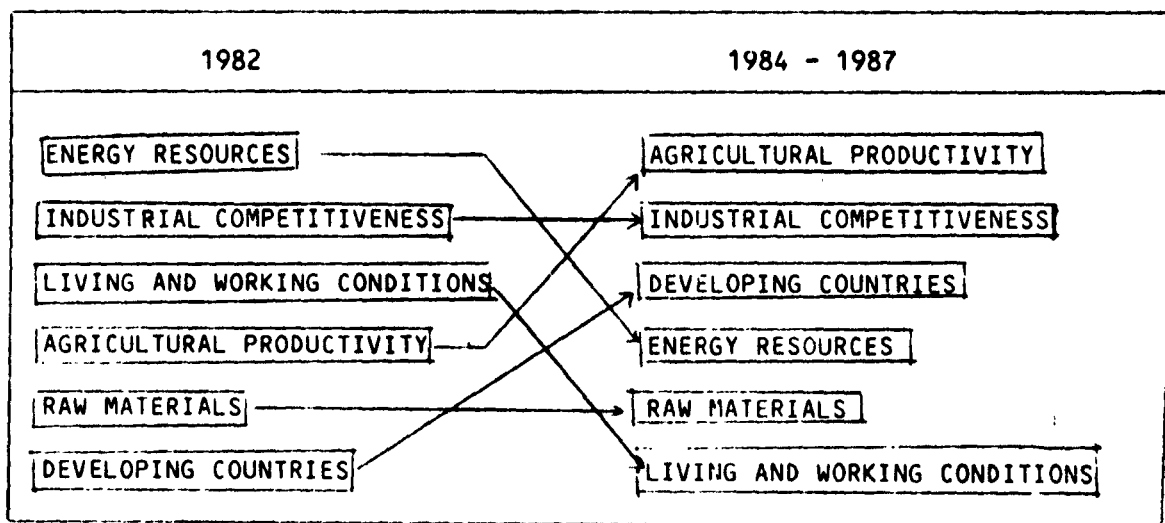 1982 1984 - 1987
ENERGY RESOURCES AGRICULTURAL PRODUCTIVITY
INDUSTRIAL COMPETITIVENESS INDUSTRIAL COMPETITIVENESS
LIVING AND WORKING CONDITIONS DEVELOPING COUNTRIES
AGRICULTURAL PRODUCTIVITY ENERGY RESOURCES
RAW MATERIALS RAW MATERIALS
DEVELOPING COUNTRIES LIVING AND WORKING CONDITIONS